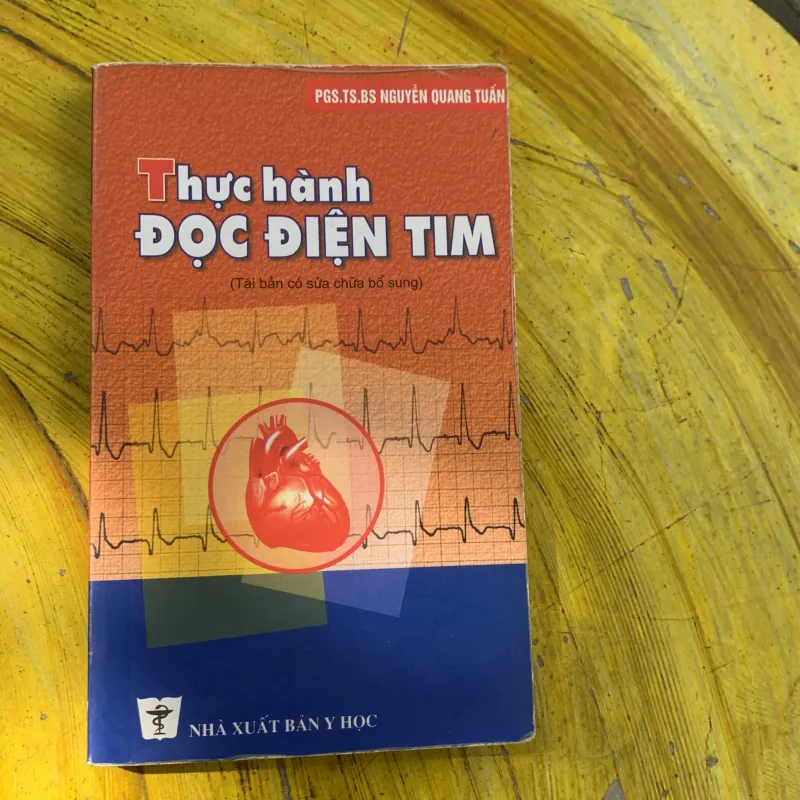 PGS.TS.BS NGUYỄN QUANG TUẤN
Thực hành
ĐỌC ĐIỆN TIM
(Tái bản có sửa chữa bổ sung)
NHÀ XUẤT BẢN Y HỌC